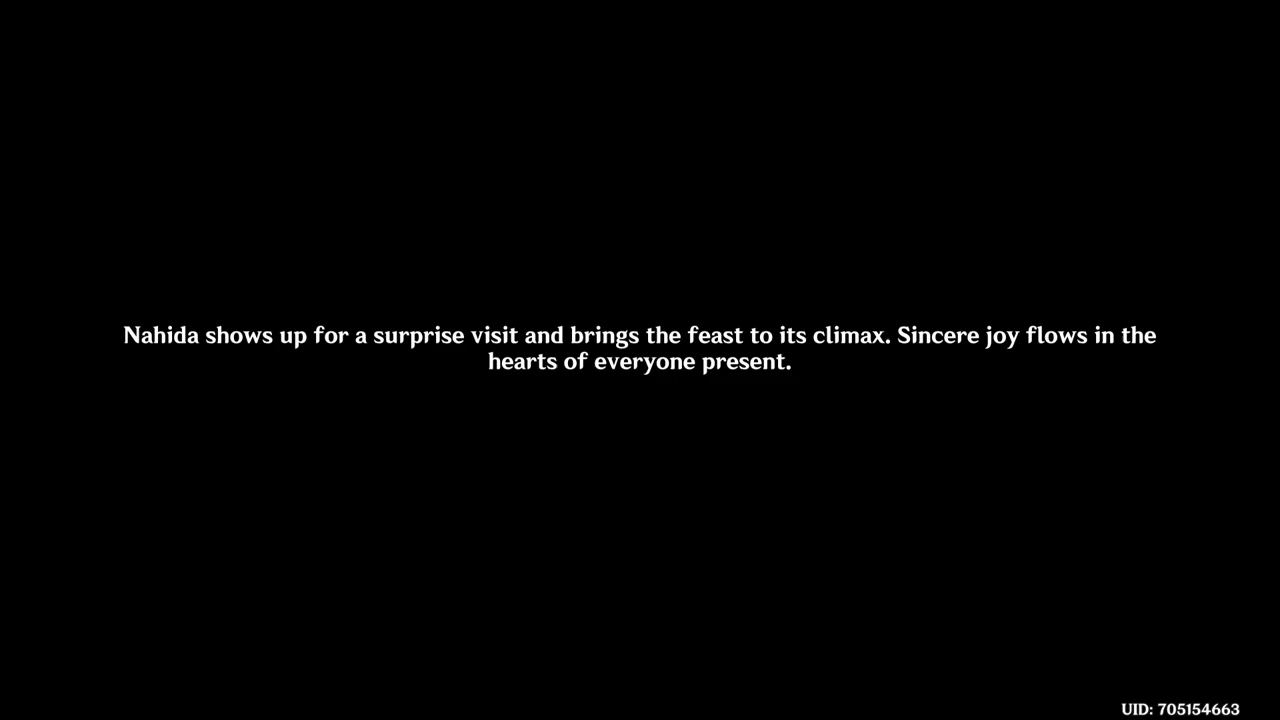 Nahida shows up for a surprise visit and brings the feast to its climax. Sincere joy flows in the
hearts of everyone present.
UID: 705154663